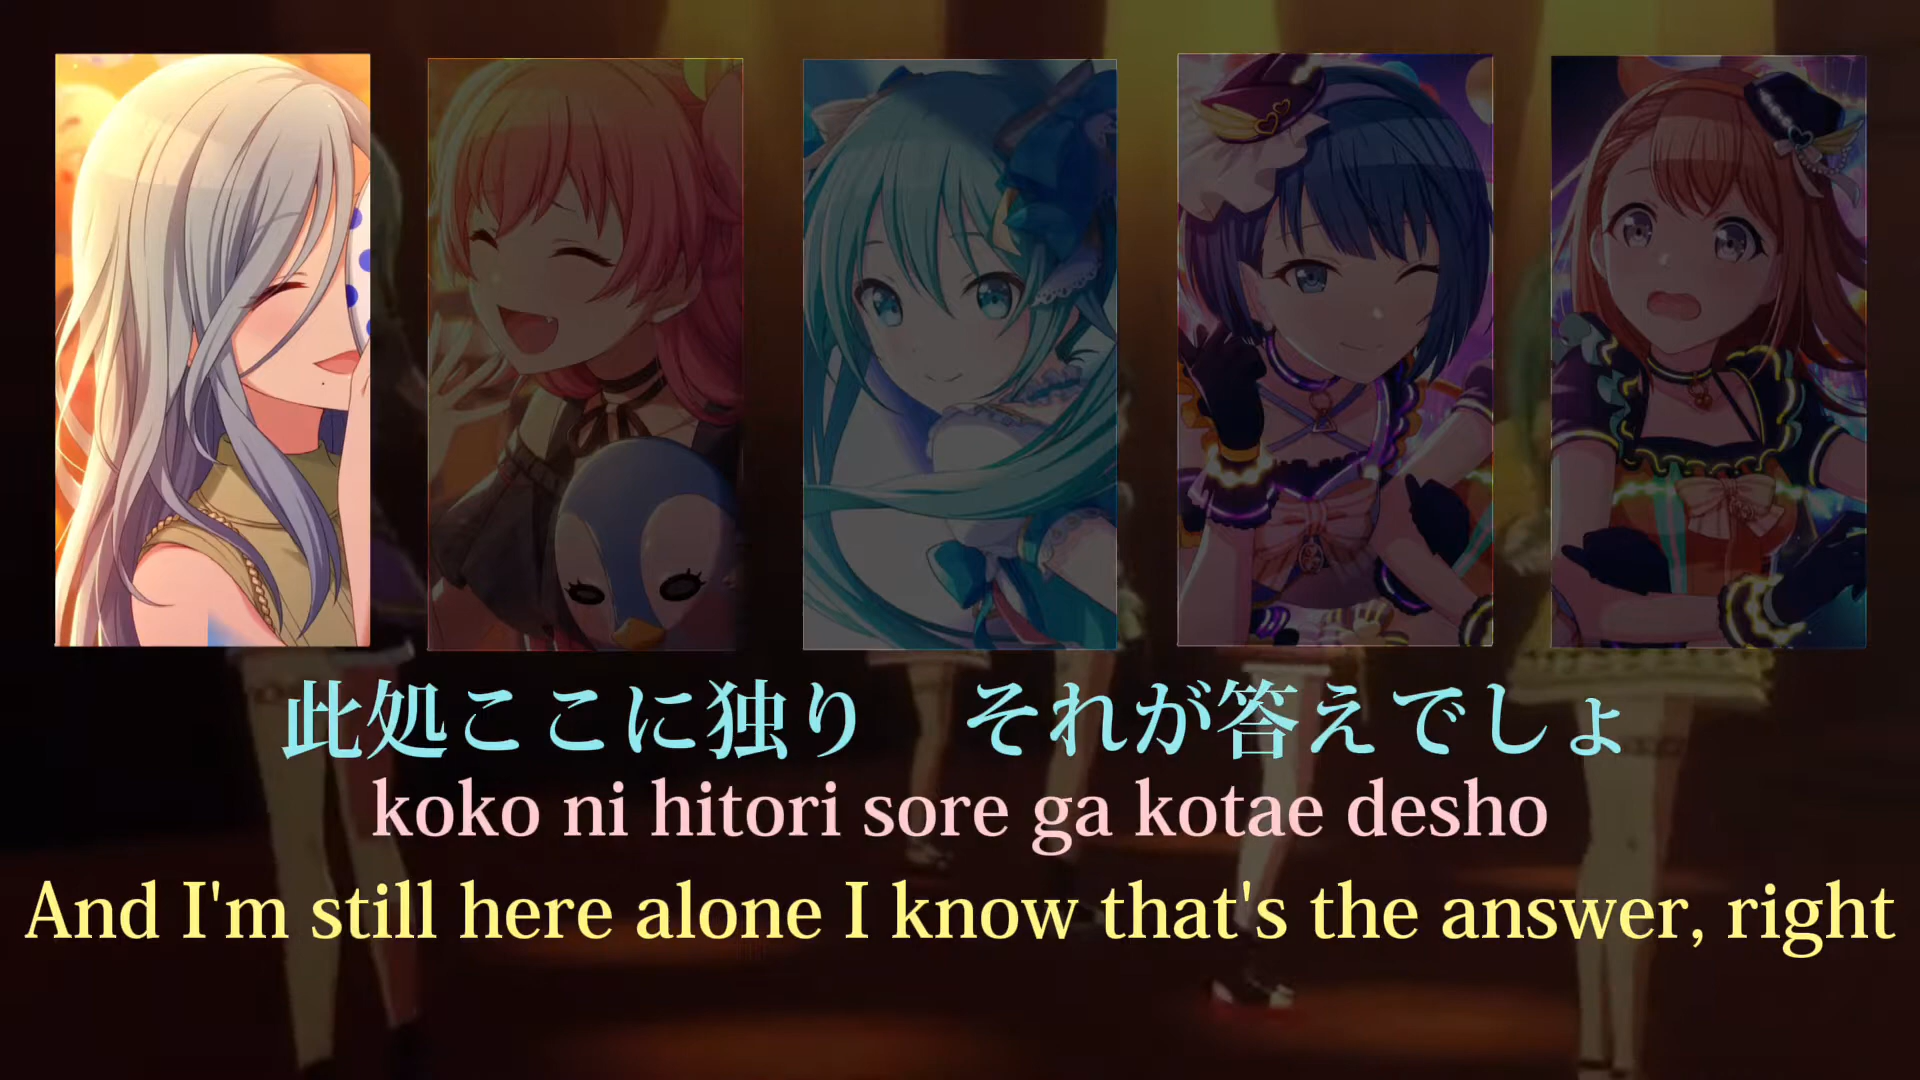 此処ここに独り　それが答えでしょ
koko ni hitori sore ga kotae desho
And I'm still here alone I know that's the answer, right